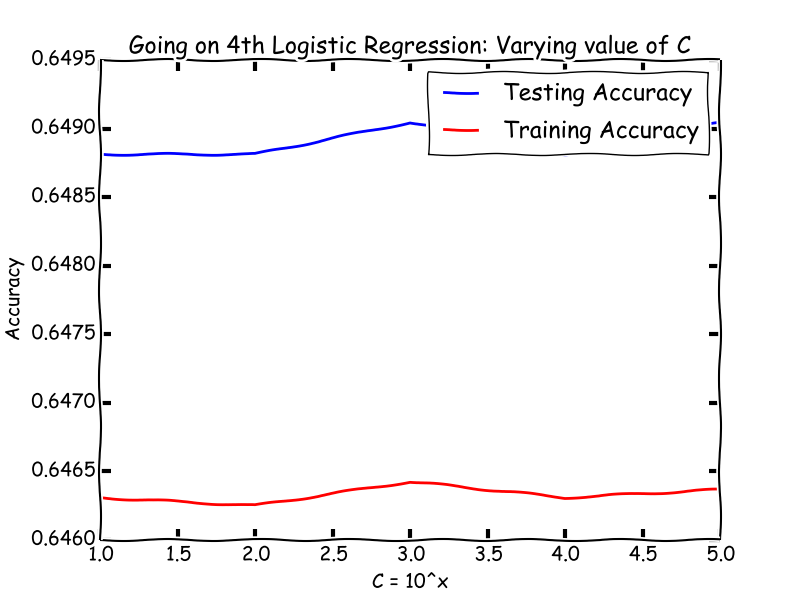 Going on 4th Logistic Regression: Varying value of C
0.6495
0.6490
0.6485
0.6480
0.6475
0.6470
0.6465
0.6460
Accuracy
Testing Accuracy
Training Accuracy
1.0 1.5 2.0 2.5 3.0 3.5 4.0 4.5 5.0
C = 10^x